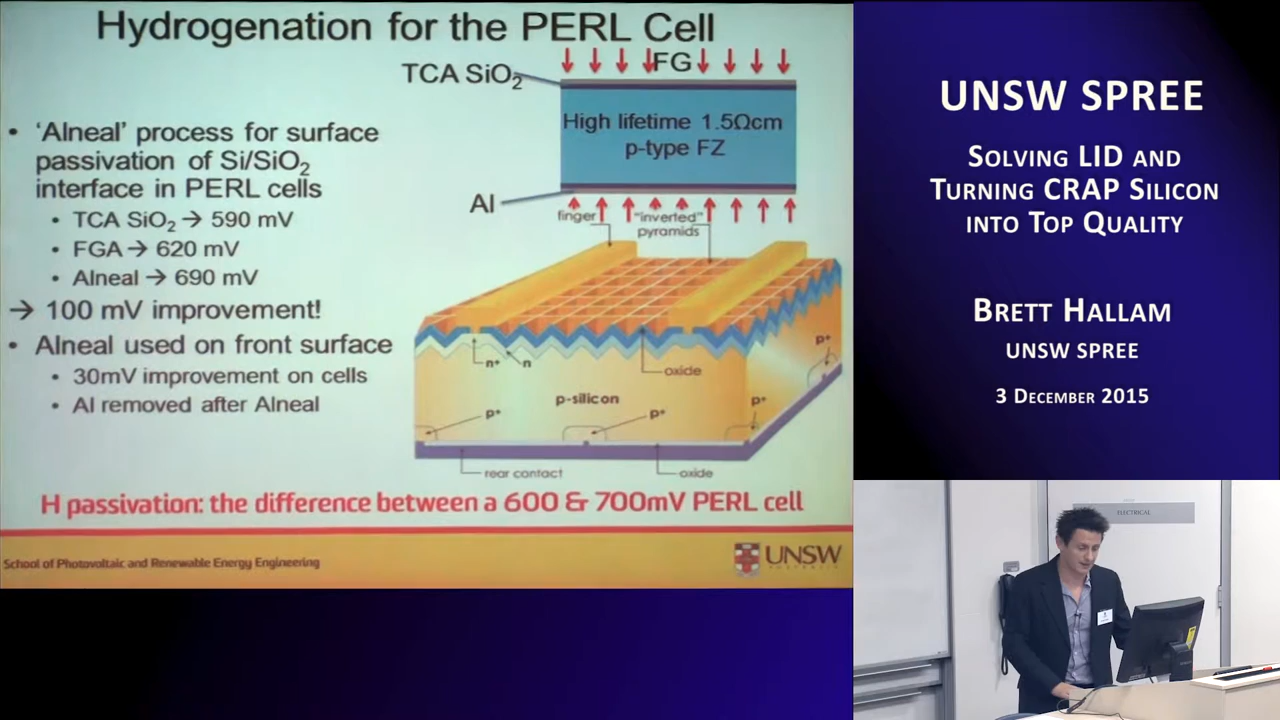 Hydrogenation for the PERL Cell
• 'Alneal' process for surface
passivation of Si/SiO₂
interface in PERL cells
• TCA SiO₂ → 590 mV
• FGA → 620 mV
• Alneal → 690 mV
→ 100 mV improvement!
• Alneal used on front surface
• 30mV improvement on cells
• Al removed after Alneal
FG
TCA SiO₂
High lifetime 1.5Ωcm
p-type FZ
Al
finger
"inverted"
pyramids
n⁺
n
oxide
p⁺
p-silicon
p⁺
p⁺
p⁺
p⁺
rear contact
oxide
H passivation: the difference between a 600 & 700mV PERL cell
School of Photovoltaic and Renewable Energy Engineering
UNSW
UNSW SPREE
SOLVING LID AND
TURNING CRAP SILICON
INTO TOP QUALITY
BRETT HALLAM
UNSW SPREE
3 DECEMBER 2015
ELECTRICAL